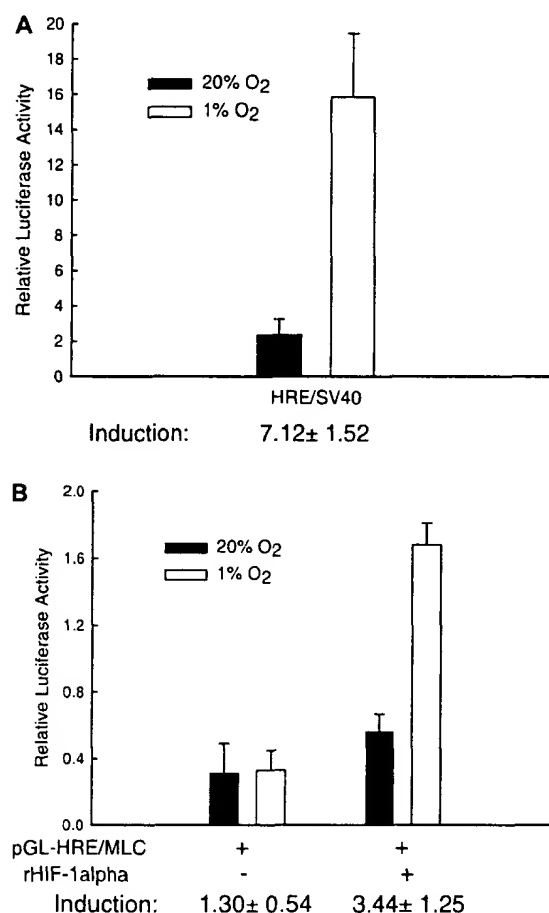 A
Relative Luciferase Activity
20
18
16
14
12
10
8
6
4
2
0
20% O2
1% O2
HRE/SV40
Induction: 7.12± 1.52
B
Relative Luciferase Activity
2.0
1.6
1.2
0.8
0.4
0.0
20% O2
1% O2
pGL-HRE/MLC + +
rHIF-1alpha - +
Induction: 1.30± 0.54 3.44± 1.25